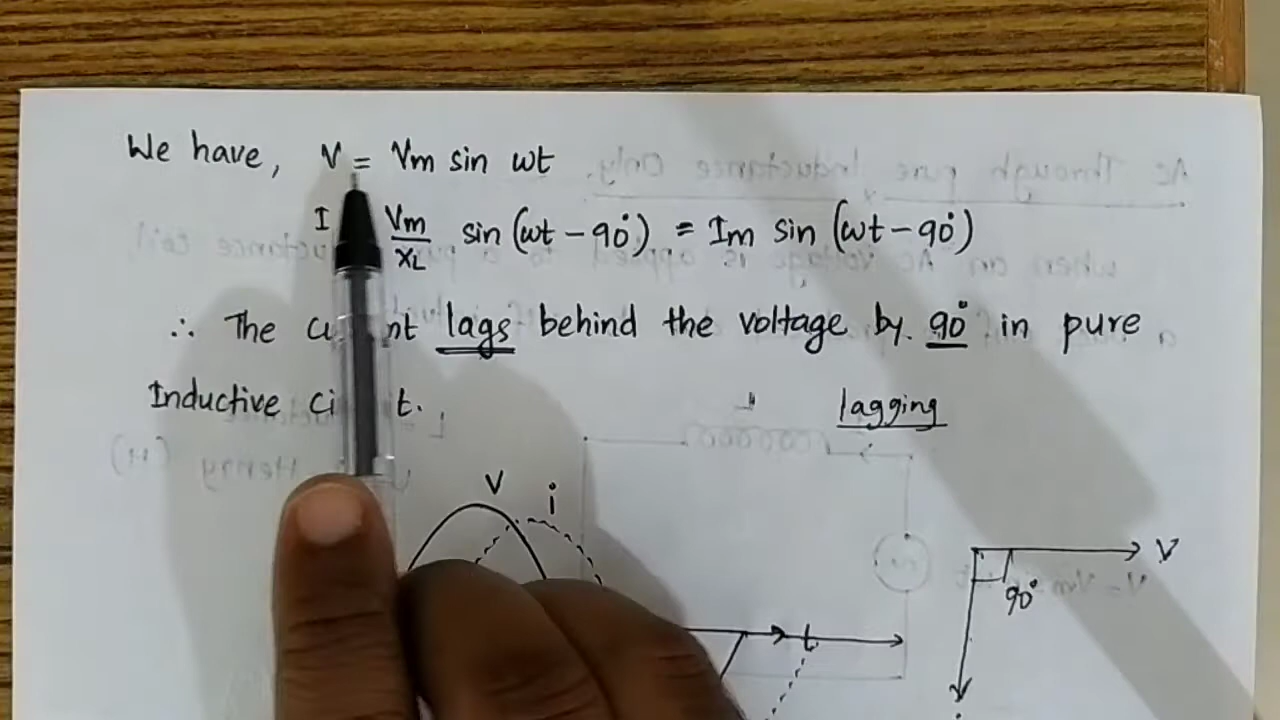 We have, V = Vm sin ωt
I Vm/XL sin (ωt - 90°) = Im sin (ωt - 90°)
∴ The lags behind the voltage by 90° in pure
Inductive
lagging
V i
V
90°
t